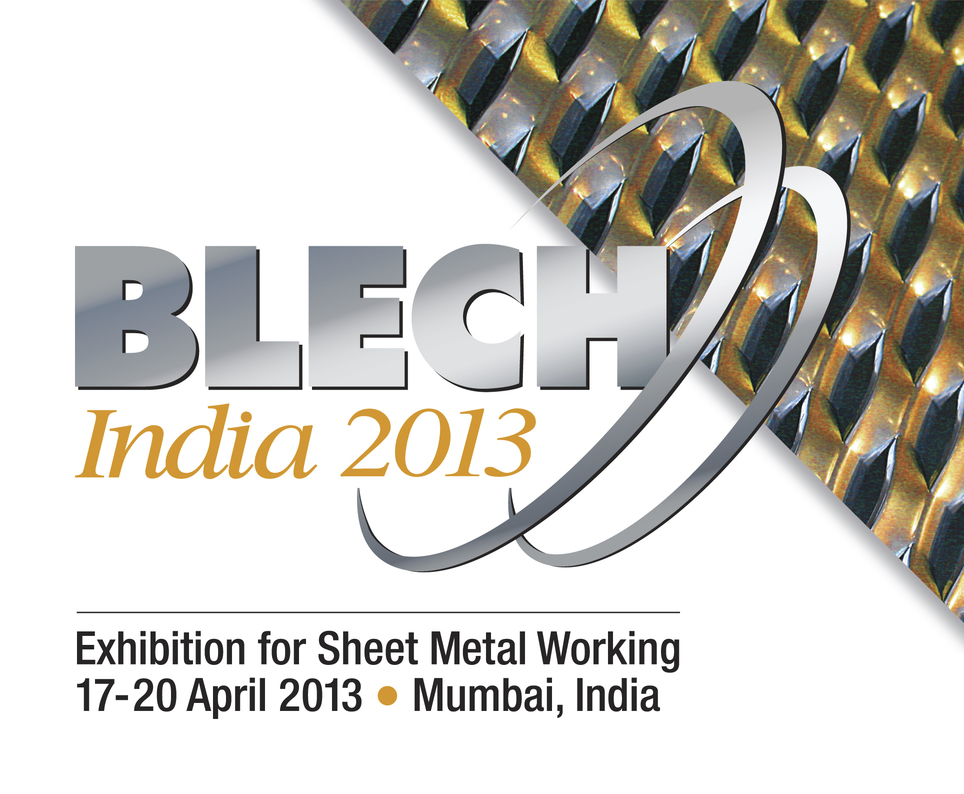 BLECH
India 2013
Exhibition for Sheet Metal Working
17-20 April 2013 • Mumbai, India